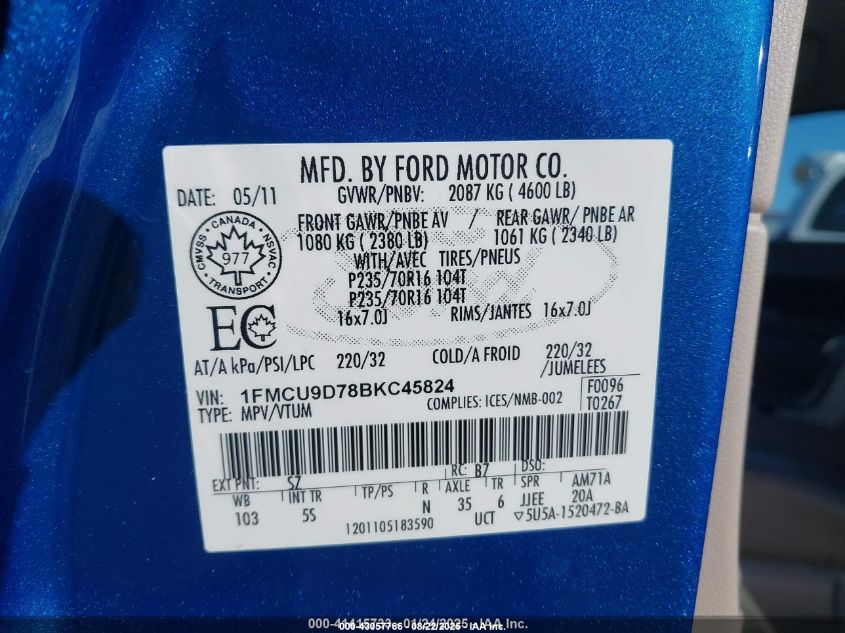 MFD. BY FORD MOTOR CO.
DATE: 05/11
GVWR/PNBV: 2087 KG ( 4600 LB)
FRONT GAWR/PNBE AV / REAR GAWR/ PNBE AR
1080 KG ( 2380 LB) 1061 KG ( 2340 LB)
WITH/AVEC TIRES/PNEUS
P235/70R16 104T
P235/70R16 104T
16x7.0J RIMS/JANTES 16x7.0J
CANADA
CMVSS NSVAC
977
TRANSPORT
EC
AT/A kPa/PSI/LPC 220/32 COLD/A FROID 220/32
/JUMELEES
VIN: 1FMCU9D78BKC45824
TYPE: MPV/VTUM
COMPLIES: ICES/NMB-002
F0096
T0267
EXT PNT: SZ RC: B7 DSO:
WB INT TR TP/PS R AXLE TR SPR AM71A
103 5S N 35 6 JJEE 20A
1201105183590 UCT ▽5U5A-1520472-BA
000-43057766 08/22/2025 IAA Inc.